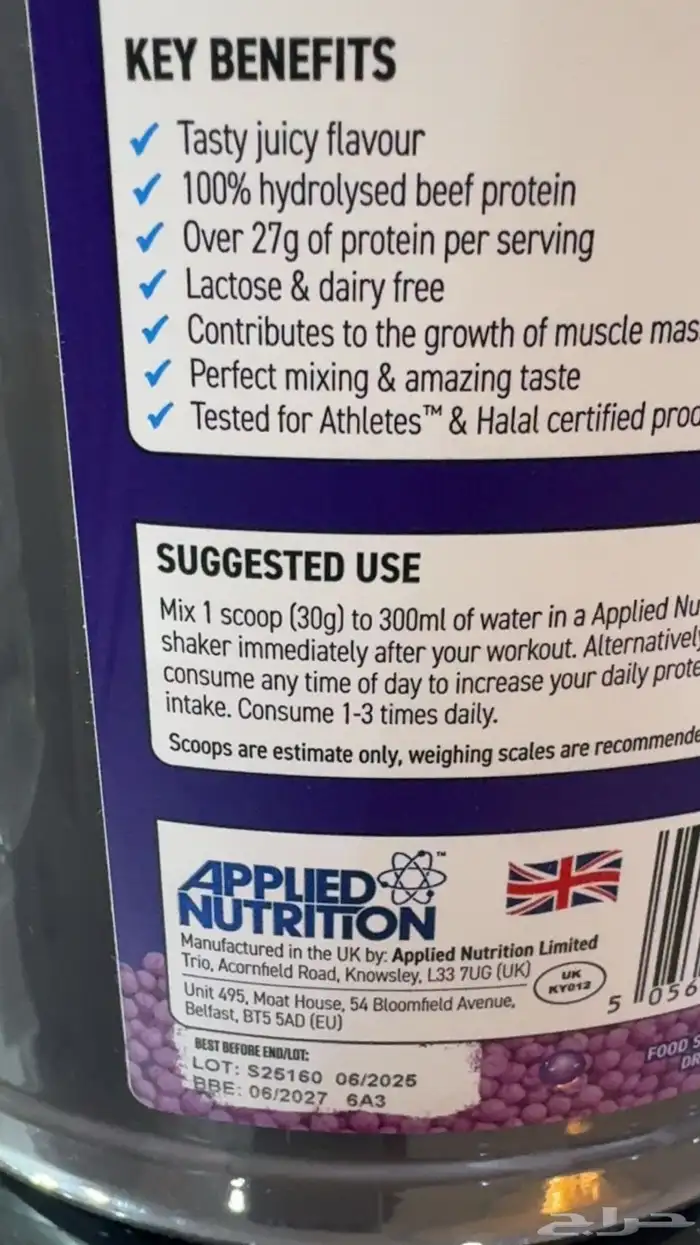 KEY BENEFITS
✓ Tasty juicy flavour
✓ 100% hydrolysed beef protein
✓ Over 27g of protein per serving
✓ Lactose & dairy free
✓ Contributes to the growth of muscle mas
✓ Perfect mixing & amazing taste
✓ Tested for Athletes™ & Halal certified prod
SUGGESTED USE
Mix 1 scoop (30g) to 300ml of water in a Applied Nu
shaker immediately after your workout. Alternatively
consume any time of day to increase your daily prote
intake. Consume 1-3 times daily.
Scoops are estimate only, weighing scales are recommende
APPLIED
NUTRITION™
Manufactured in the UK by: Applied Nutrition Limited
Trio, Acornfield Road, Knowsley, L33 7UG (UK)
UK
KY012
Unit 495, Moat House, 54 Bloomfield Avenue,
Belfast, BT5 5AD (EU)
5 056
BEST BEFORE END/LOT:
LOT: S25160 06/2025
BBE: 06/2027 6A3
FOOD S
DR
حراج